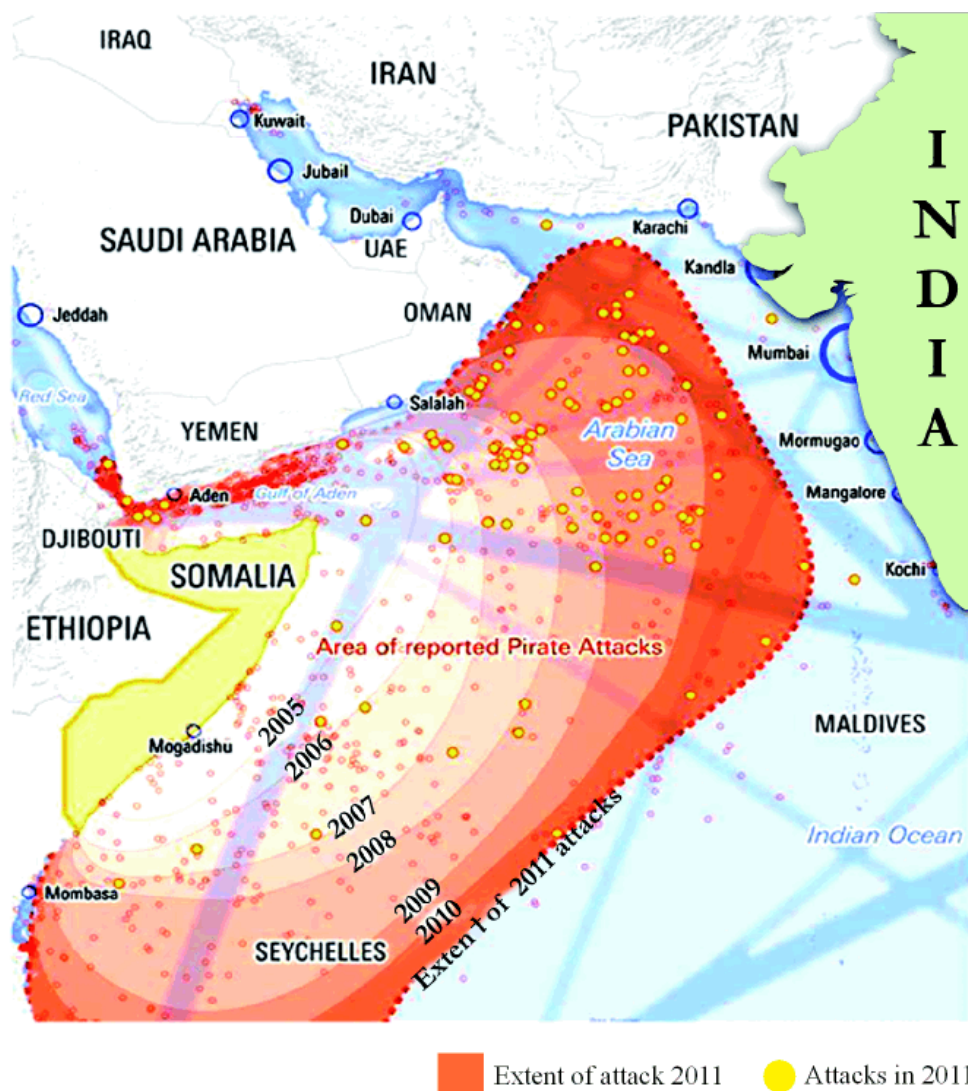 IRAQ
IRAN
Kuwait
PAKISTAN
Jubail
Dubai
UAE
Karachi
SAUDI ARABIA
Kandla
INDIA
OMAN
Jeddah
Mumbai
Red Sea
Salalah
YEMEN
Arabian
Sea
Mormugao
Aden
Gulf of Aden
Mangalore
DJIBOUTI
SOMALIA
Kochi
ETHIOPIA
Area of reported Pirate Attacks
2005
MALDIVES
Mogadishu
2006
2007
Indian Ocean
2008
Mombasa
2009
2010
Exten t of 2011 attacks
SEYCHELLES
Extent of attack 2011
Attacks in 2011